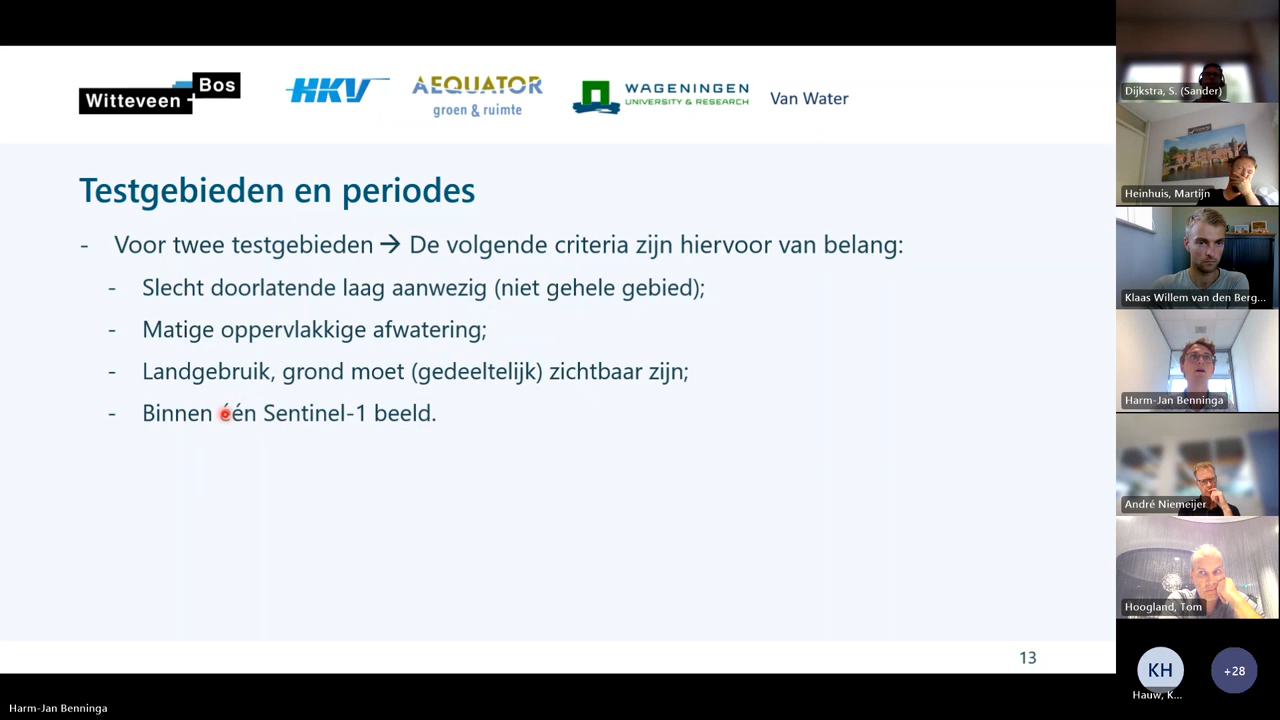 Witteveen + Bos
HKV
AEQUATOR
groen & ruimte
WAGENINGEN
UNIVERSITY & RESEARCH
Van Water
Testgebieden en periodes
- Voor twee testgebieden → De volgende criteria zijn hiervoor van belang:
- Slecht doorlatende laag aanwezig (niet gehele gebied);
- Matige oppervlakkige afwatering;
- Landgebruik, grond moet (gedeeltelijk) zichtbaar zijn;
- Binnen één Sentinel-1 beeld.
13
Harm-Jan Benninga
Dijkstra, S. (Sander)
Heinhuis, Martijn
Klaas Willem van den Berg...
Harm-Jan Benninga
André Niemeijer
Hoogland, Tom
KH
Hauw, K...
+28